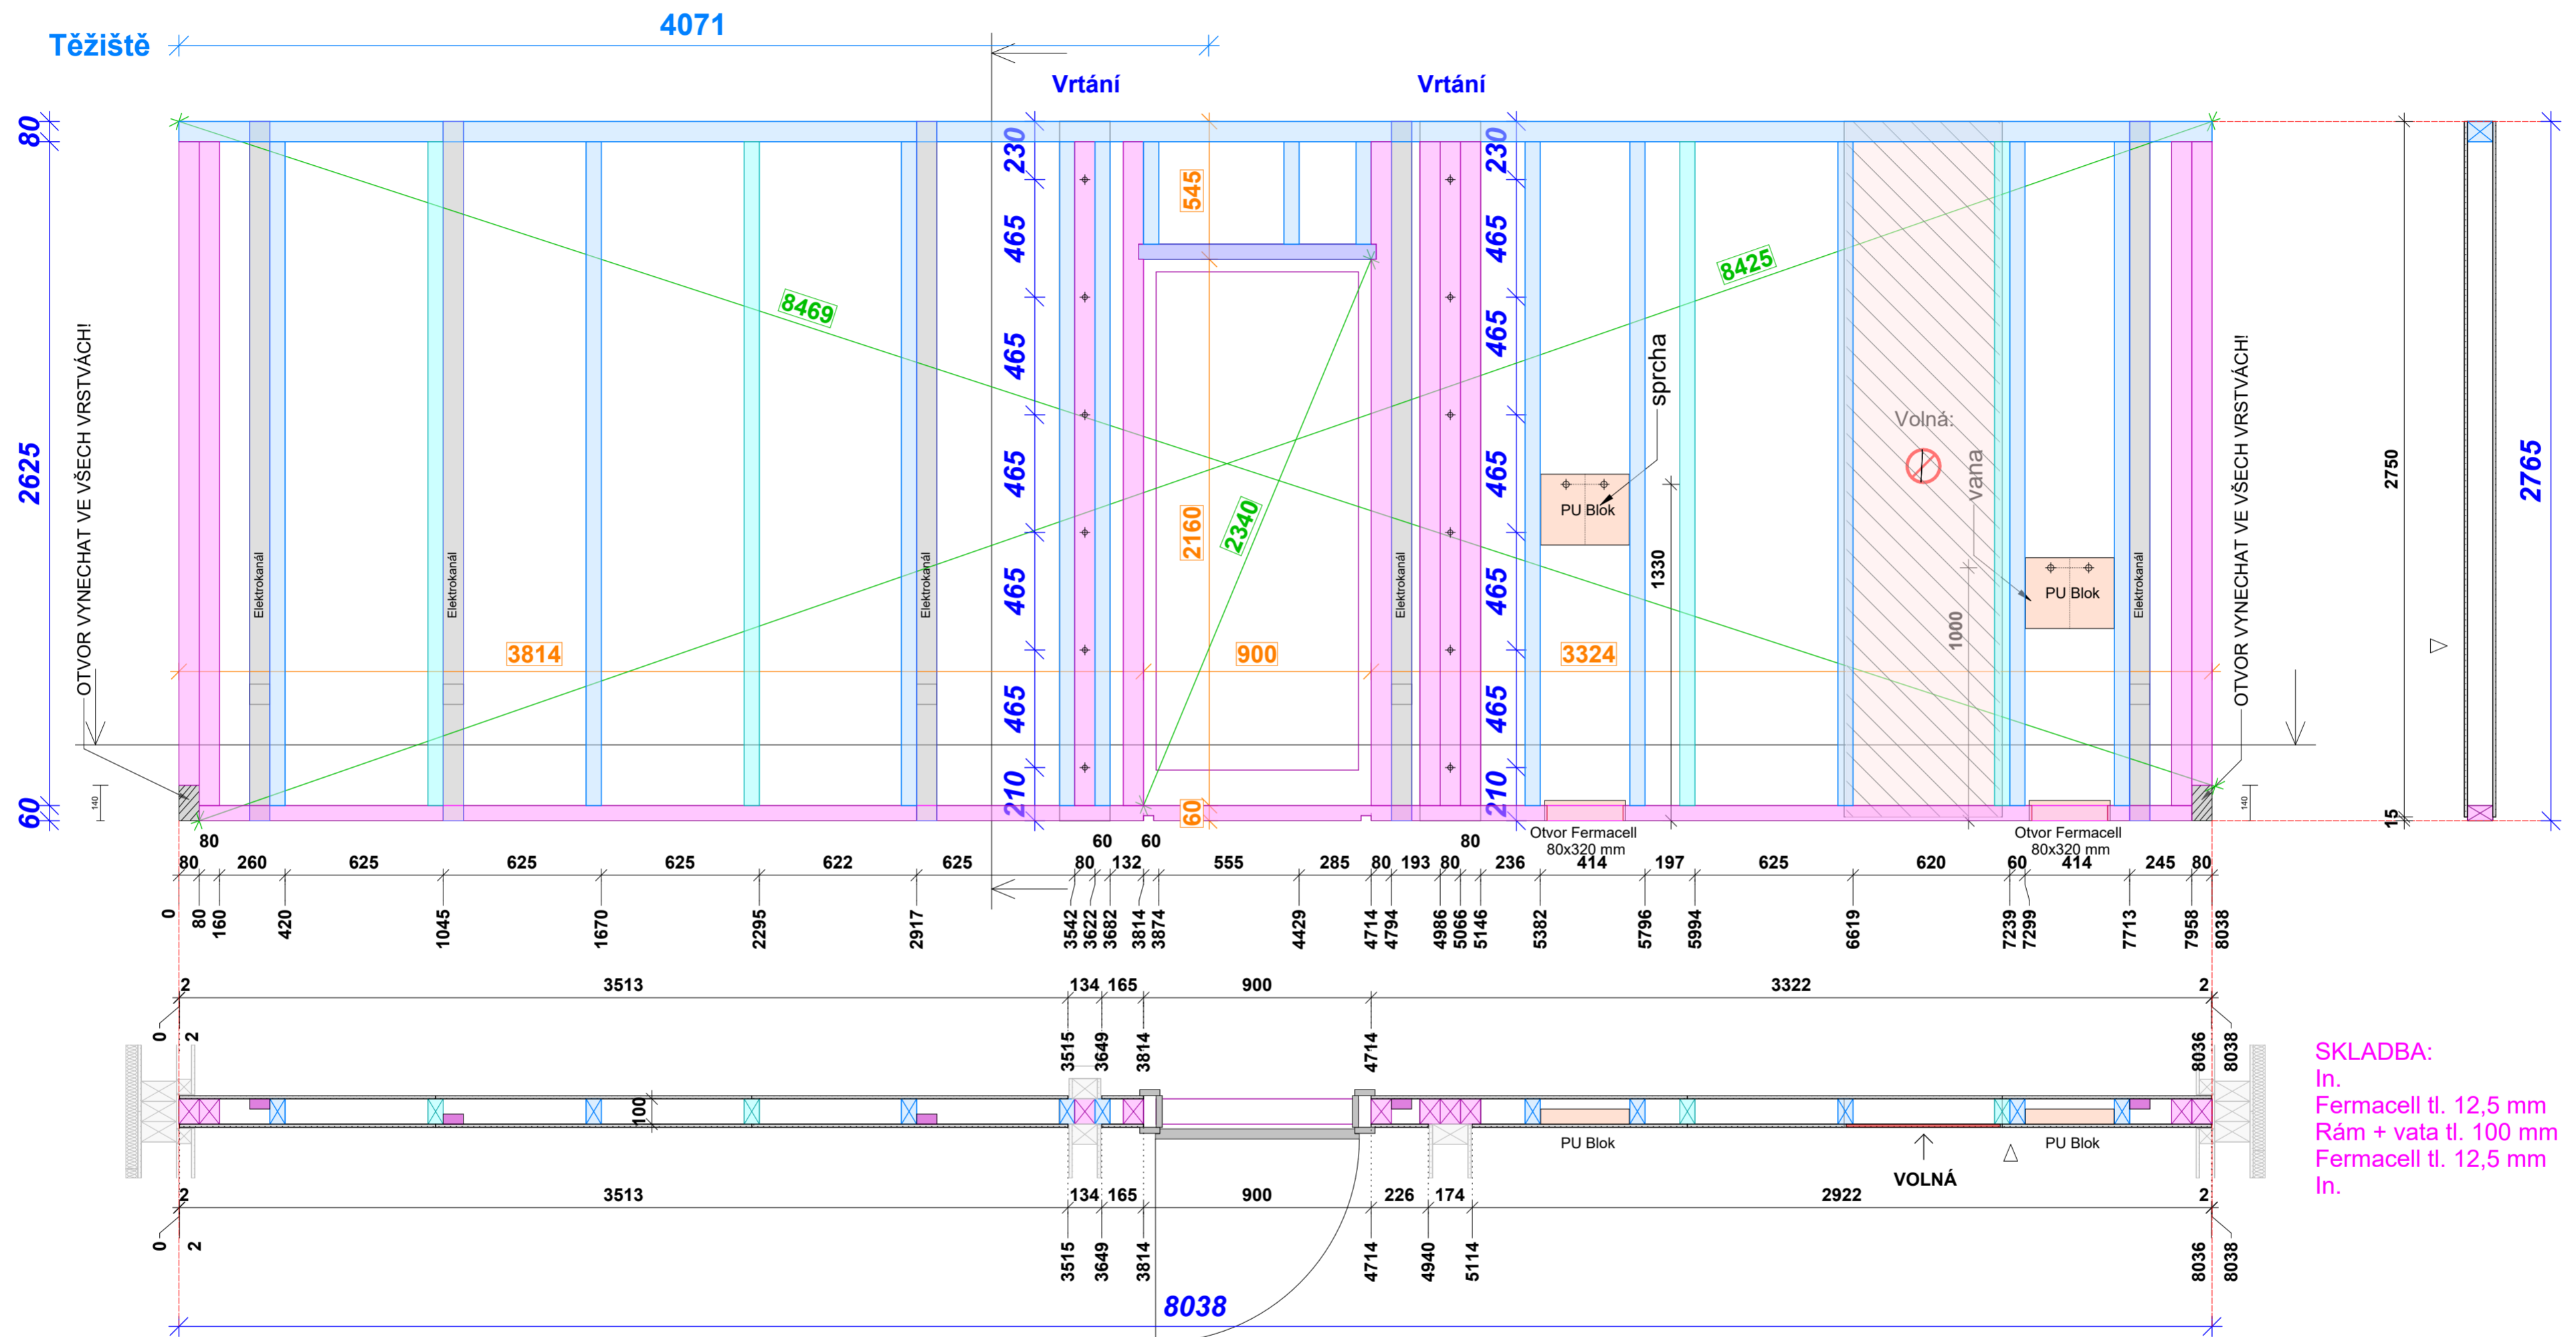 4071
Těžiště
Vrtání
Vrtání
80
2625
60
230
465
465
465
465
465
210
230
465
465
465
465
465
210
545
2160
60
8469
8425
2340
3814
900
3324
OTVOR VYNECHAT VE VŠECH VRSTVÁCH!
OTVOR VYNECHAT VE VŠECH VRSTVÁCH!
Elektrokanál
Elektrokanál
Elektrokanál
Elektrokanál
Elektrokanál
sprcha
PU Blok
1330
Volná:
vana
PU Blok
1000
2750
15
2765
140
140
Otvor Fermacell
80x320 mm
Otvor Fermacell
80x320 mm
80
60
60
80
80 260 625 625 625 622 625 80 132 555 285 80 193 80 236 414 197 625 620 60 414 245 80
0 80 160 420 1045 1670 2295 2917 3542 3622 3682 3814 3874 4429 4714 4794 4986 5066 5146 5382 5796 5994 6619 7239 7299 7713 7958 8038
2 3513 134 165 900 3322 2
0 2 3515 3649 3814 4714 8036 8038
100
PU Blok
VOLNÁ
PU Blok
SKLADBA:
In.
Fermacell tl. 12,5 mm
Rám + vata tl. 100 mm
Fermacell tl. 12,5 mm
In.
2 3513 134 165 900 226 174 2922 2
0 2 3515 3649 3814 4714 4940 5114 8036 8038
8038